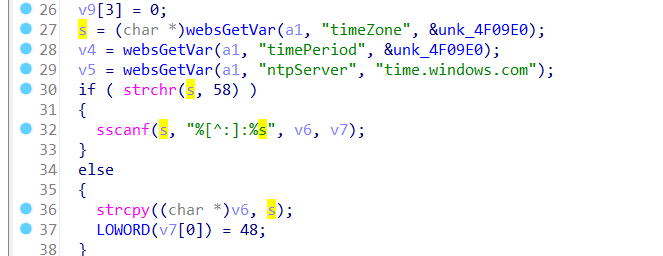 26 v9[3] = 0;
27 s = (char *)websGetVar(a1, "timeZone", &unk_4F09E0);
28 v4 = websGetVar(a1, "timePeriod", &unk_4F09E0);
29 v5 = websGetVar(a1, "ntpServer", "time.windows.com");
30 if ( strchr(s, 58) )
31 {
32 sscanf(s, "%[^:]:%s", v6, v7);
33 }
34 else
35 {
36 strcpy((char *)v6, s);
37 LOWORD(v7[0]) = 48;
38 }